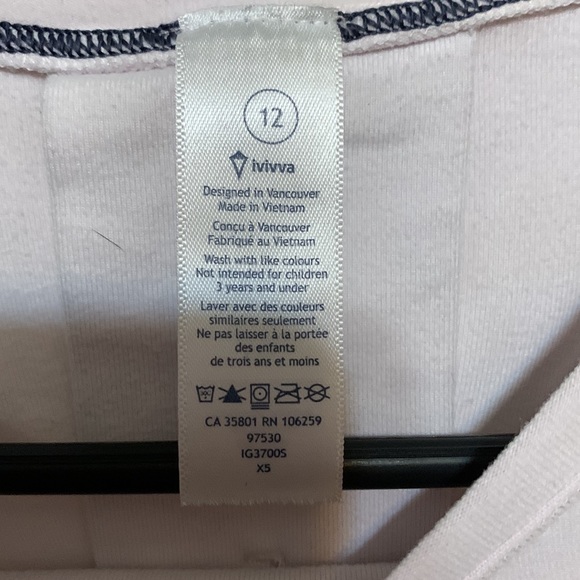 12
ivivva
Designed in Vancouver
Made in Vietnam
Conçu à Vancouver
Fabriqué au Vietnam
Wash with like colours
Not intended for children
3 years and under
Laver avec des couleurs
similaires seulement
Ne pas laisser à la portée
des enfants
de trois ans et moins
CA 35801 RN 106259
97530
IG3700S
X5